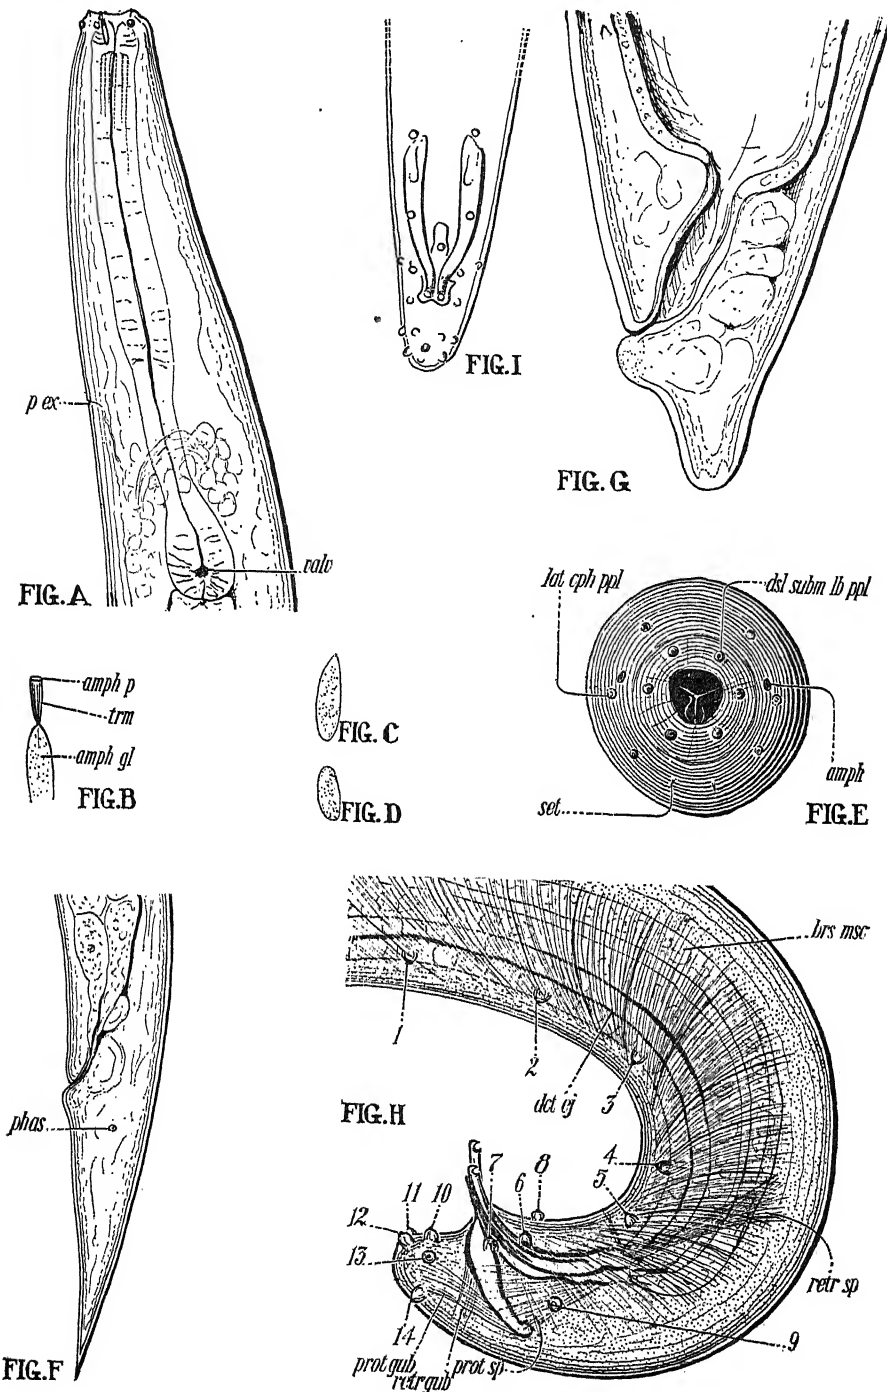 p ex
valv
FIG. A
FIG. I
FIG. G
amph p
trm
amph gl
FIG. B
FIG. C
FIG. D
lat cph ppl
dsl subm lb ppl
amph
set
FIG. E
phas
FIG. F
brs msc
1
2
dct ej
3
FIG. H
4
5
6
7
8
10
11
12
13
14
prot gub
retr gub
prot sp
9
retr sp